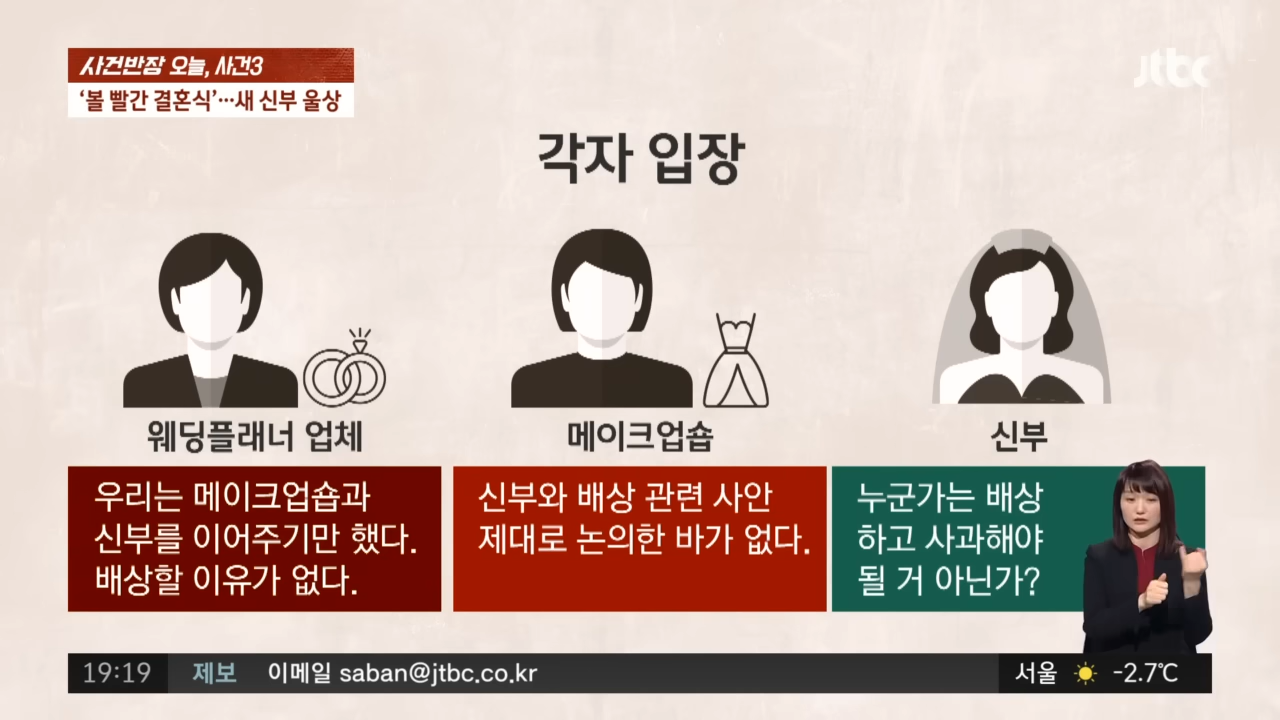 사건반장 오늘, 사건3
jtbc
‘볼 빨간 결혼식’…새 신부 울상
각자 입장
웨딩플래너 업체
우리는 메이크업숍과
신부를 이어주기만 했다.
배상할 이유가 없다.
메이크업숍
신부와 배상 관련 사안
제대로 논의한 바가 없다.
신부
누군가는 배상
하고 사과해야
될 거 아닌가?
19:19 제보 이메일 saban@jtbc.co.kr 서울 -2.7℃